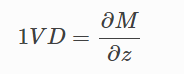 1VD = ∂M/∂z